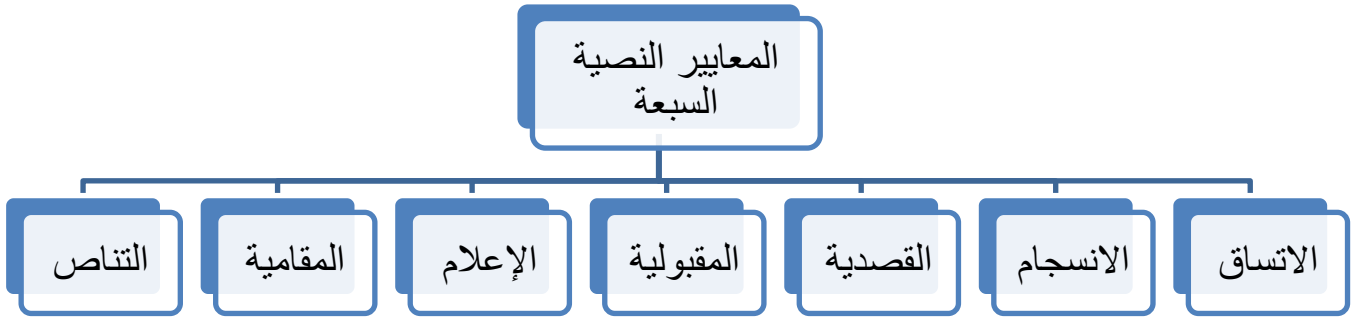 المعايير النصية
السبعة
الاتساق
الانسجام
القصدية
المقبولية
الإعلام
المقامية
التناص